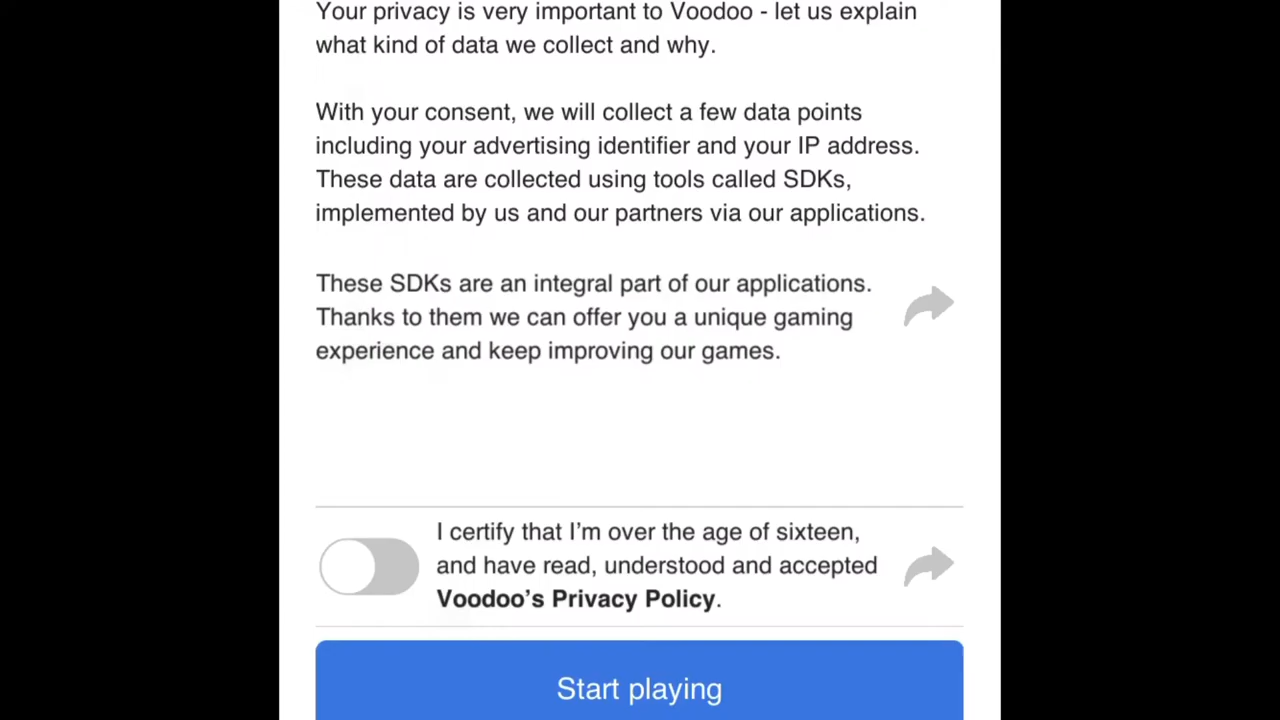 Your privacy is very important to Voodoo - let us explain
what kind of data we collect and why.
With your consent, we will collect a few data points
including your advertising identifier and your IP address.
These data are collected using tools called SDKs,
implemented by us and our partners via our applications.
These SDKs are an integral part of our applications.
Thanks to them we can offer you a unique gaming
experience and keep improving our games.
I certify that I'm over the age of sixteen,
and have read, understood and accepted
Voodoo's Privacy Policy.
Start playing